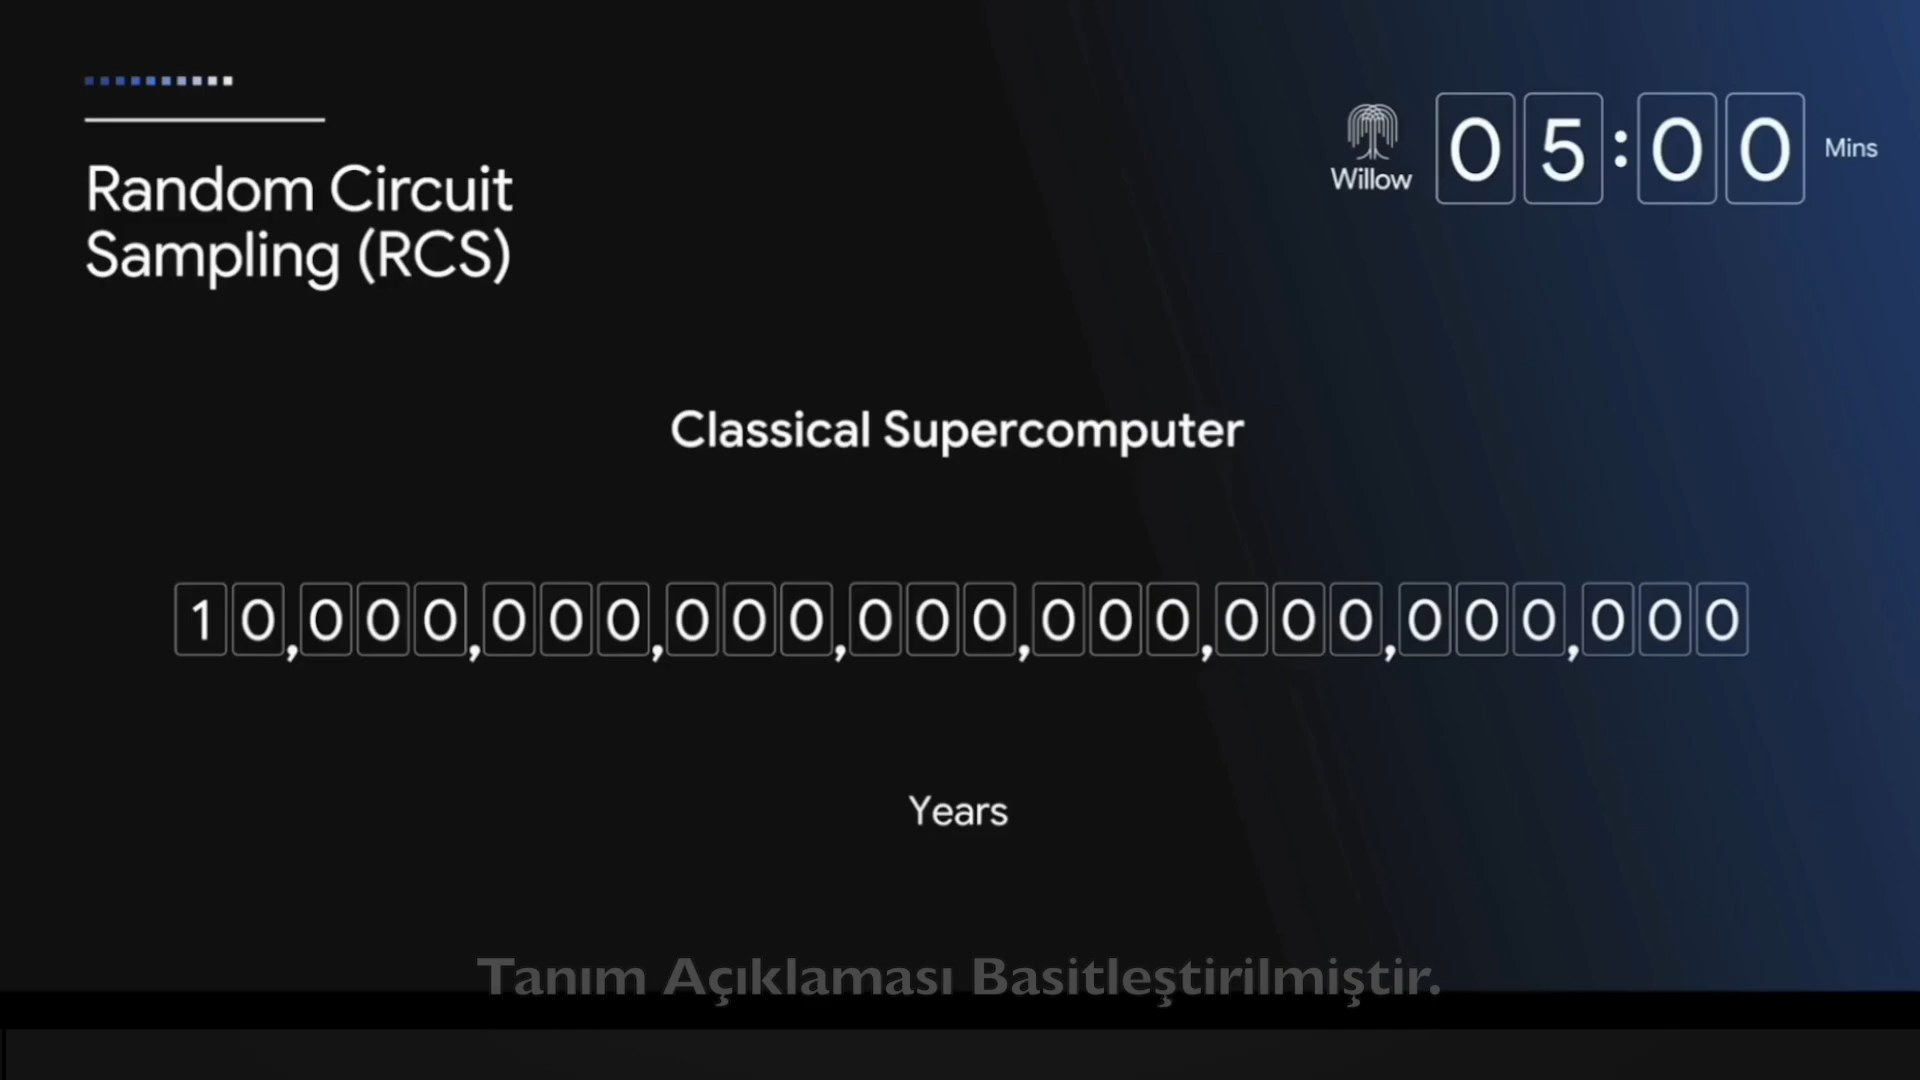 Random Circuit
Sampling (RCS)
Willow
05:00 Mins
Classical Supercomputer
10,000,000,000,000,000,000,000,000
Years
Tanım Açıklaması Basitleştirilmiştir.